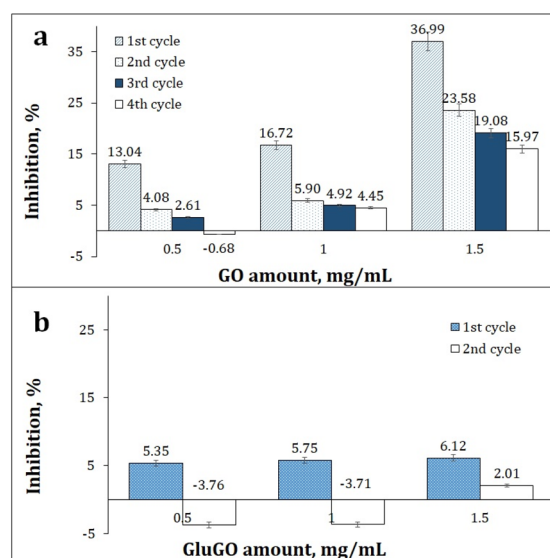 a
1st cycle
2nd cycle
3rd cycle
4th cycle
Inhibition, %
35
25
15
5
-5
13.04
4.08
2.61
-0.68
16.72
5.90
4.92
4.45
36.99
23.58
19.08
15.97
0.5 1 1.5
GO amount, mg/mL
b
1st cycle
2nd cycle
Inhibition, %
25
15
5
-5
5.35
-3.76
5.75
-3.71
6.12
2.01
0.5 1 1.5
GluGO amount, mg/mL